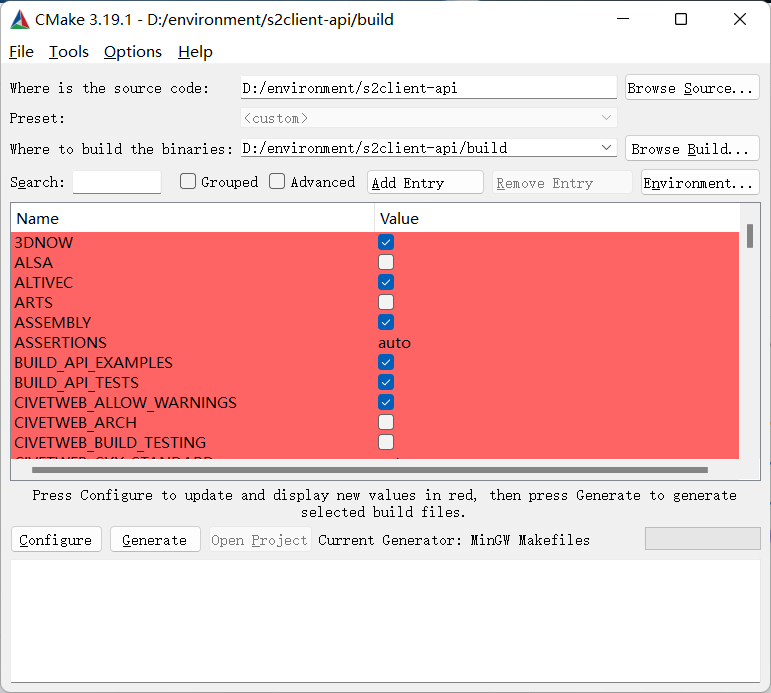 CMake 3.19.1 - D:/environment/s2client-api/build
File Tools Options Help
Where is the source code: D:/environment/s2client-api Browse Source...
Preset: <custom>
Where to build the binaries: D:/environment/s2client-api/build Browse Build...
Search: Grouped Advanced Add Entry Remove Entry Environment...
Name Value
3DNOW
ALSA
ALTIVEC
ARTS
ASSEMBLY
ASSERTIONS auto
BUILD_API_EXAMPLES
BUILD_API_TESTS
CIVETWEB_ALLOW_WARNINGS
CIVETWEB_ARCH
CIVETWEB_BUILD_TESTING
CIVETWEB_CXX_STANDARD
Press Configure to update and display new values in red, then press Generate to generate
selected build files.
Configure Generate Open Project Current Generator: MinGW Makefiles